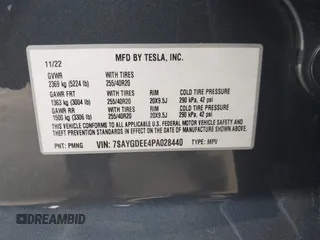 MFD BY TESLA, INC.
11/22
GVWR WITH TIRES
2369 kg (5224 lb) 255/40R20
GAWR FRT WITH TIRES RIM COLD TIRE PRESSURE
1363 kg (3004 lb) 255/40R20 20X9.5J 290 kPa, 42 psi
GAWR RR WITH TIRES RIM COLD TIRE PRESSURE
1500 kg (3306 lb) 255/40R20 20X9.5J 290 kPa, 42 psi
THIS VEHICLE CONFORMS TO ALL APPLICABLE
U.S. FEDERAL MOTOR VEHICLE SAFETY AND THEFT
PREVENTION STANDARDS IN EFFECT ON THE DATE OF
MANUFACTURE SHOWN ABOVE.
PNT: PMNG VIN: 7SAYGDEE4PA028440 TYPE: MPV
DREAMBID